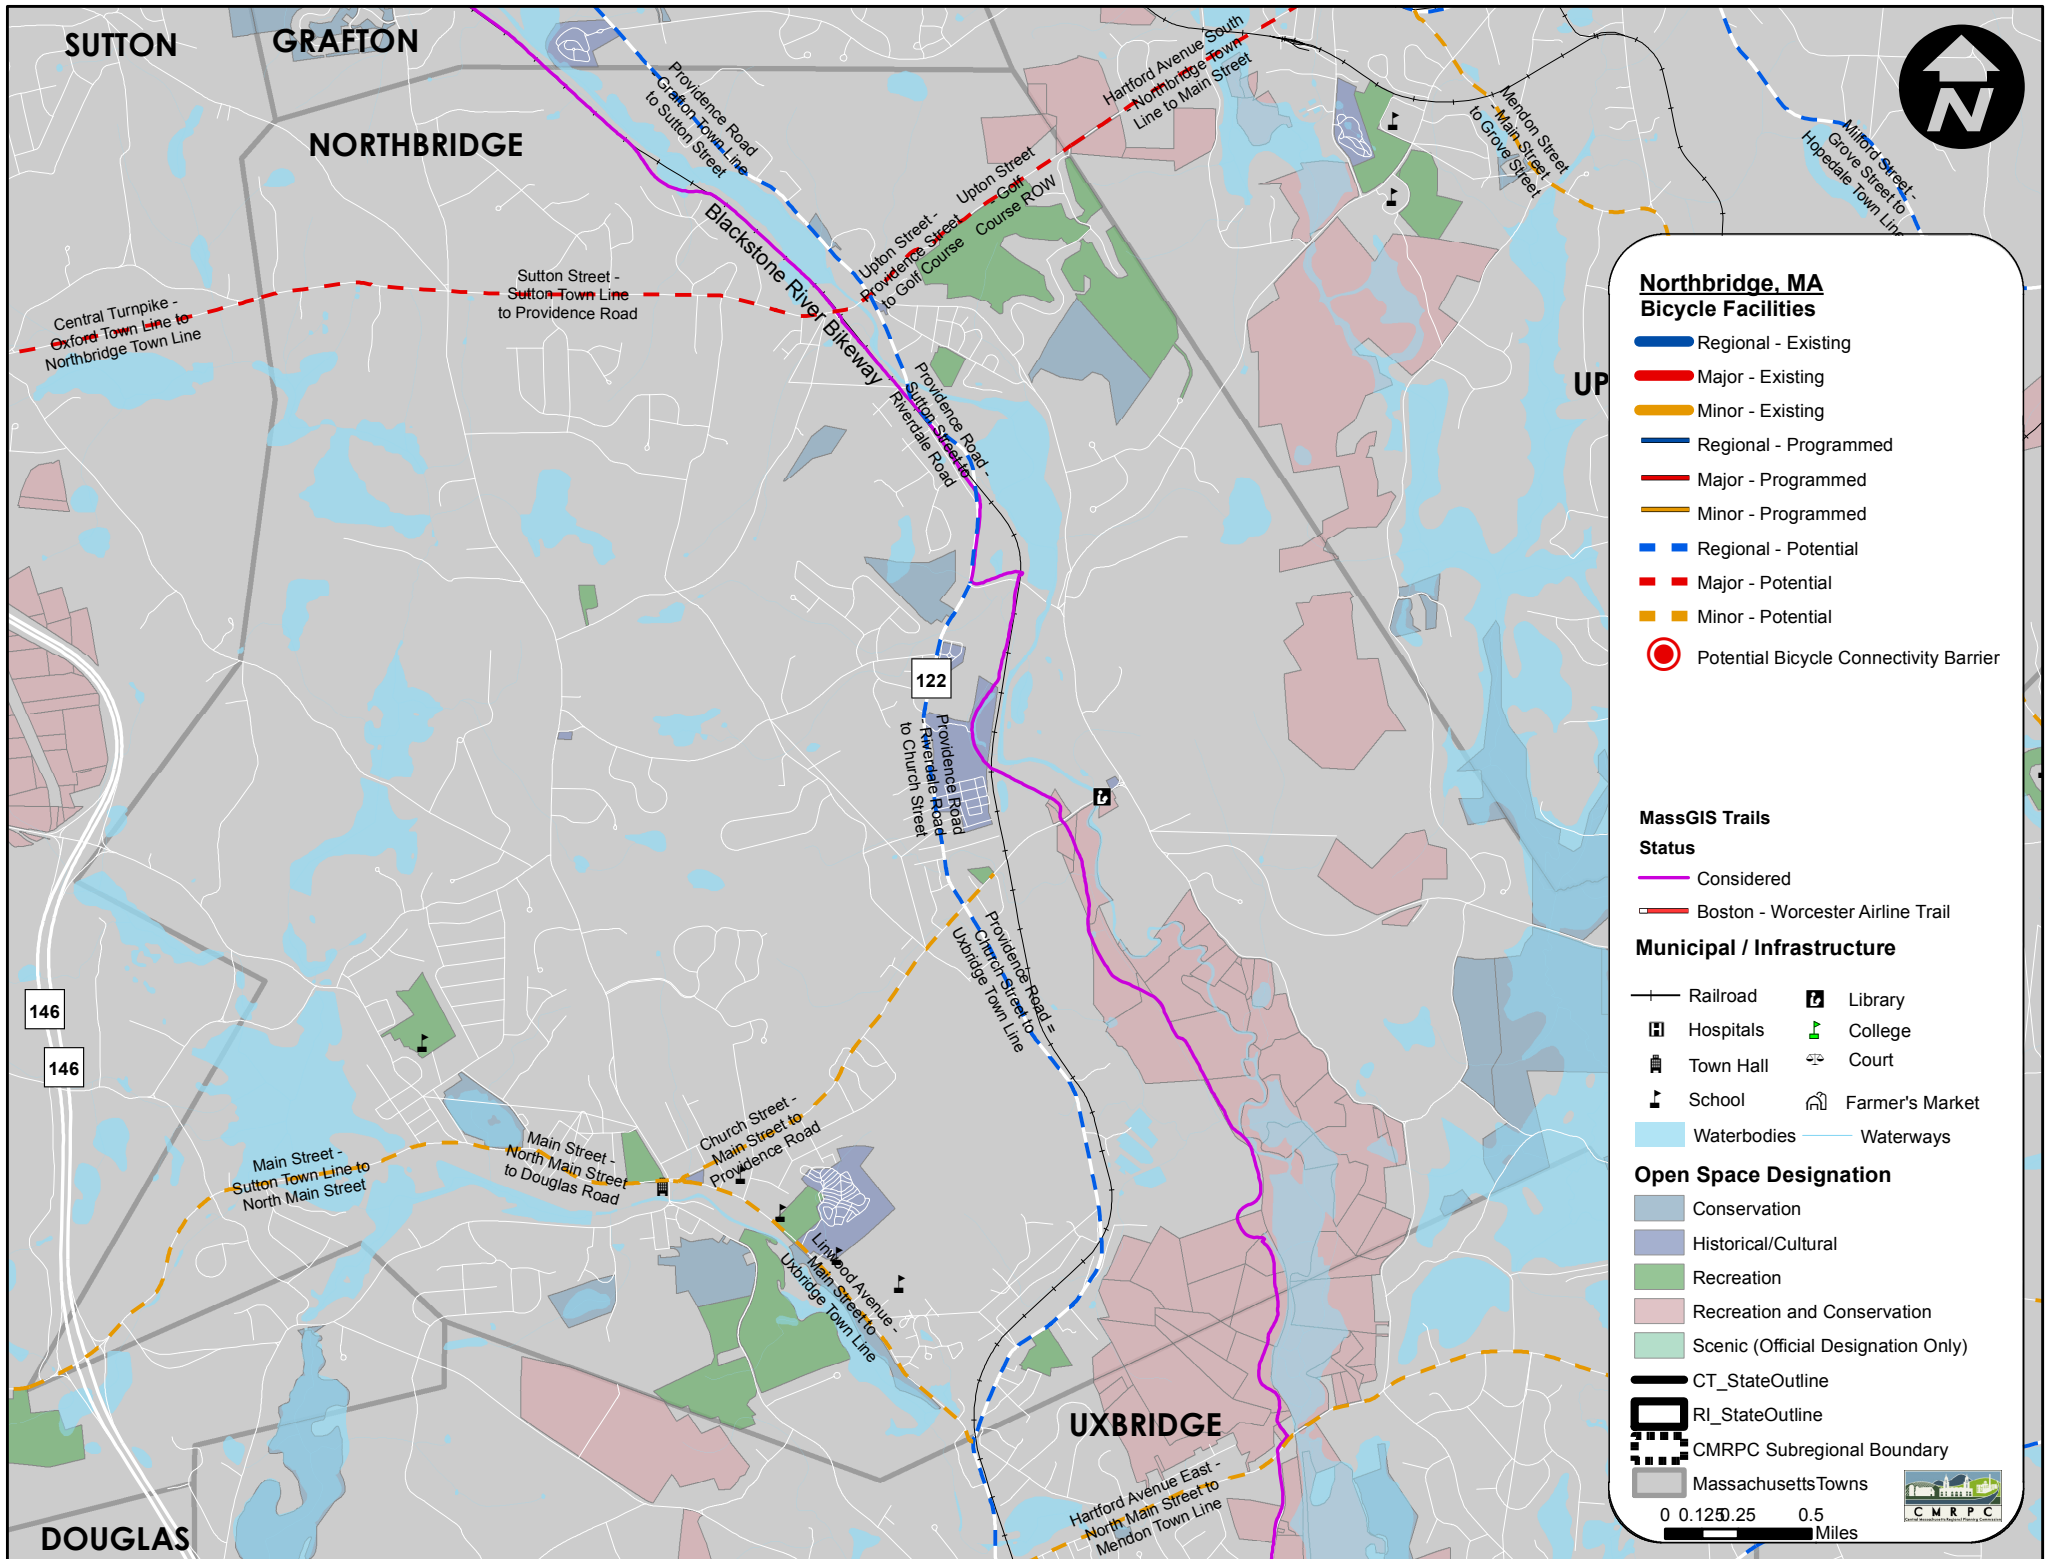 SUTTON
GRAFTON
NORTHBRIDGE
Providence Road
- Grafton Town Line
to Sutton Street
Hartford Avenue South
- Northbridge Town
Line to Main Street
Mendon Street
- Main Street
to Grove Street
Milford Street -
Grove Street to
Hopedale Town Line
Upton Street
- Golf
Course ROW
Upton Street -
Providence Street
to Golf Course
Blackstone River Bikeway
Sutton Street -
Sutton Town Line
to Providence Road
Central Turnpike -
Oxford Town Line to
Northbridge Town Line
Providence Road -
Sutton Street to
Riverdale Road
UP
122
Providence Road
- Riverdale Road
to Church Street
Providence Road =
Church Street to
Uxbridge Town Line
146
146
Church Street -
Main Street to
Providence Road
Main Street -
North Main Street
to Douglas Road
Main Street -
Sutton Town Line to
North Main Street
Linwood Avenue -
Main Street to
Uxbridge Town Line
UXBRIDGE
Hartford Avenue East -
North Main Street to
Mendon Town Line
DOUGLAS
Northbridge, MA
Bicycle Facilities
Regional - Existing
Major - Existing
Minor - Existing
Regional - Programmed
Major - Programmed
Minor - Programmed
Regional - Potential
Major - Potential
Minor - Potential
Potential Bicycle Connectivity Barrier
MassGIS Trails
Status
Considered
Boston - Worcester Airline Trail
Municipal / Infrastructure
Railroad
Library
Hospitals
College
Town Hall
Court
School
Farmer's Market
Waterbodies
Waterways
Open Space Designation
Conservation
Historical/Cultural
Recreation
Recreation and Conservation
Scenic (Official Designation Only)
CT_StateOutline
RI_StateOutline
CMRPC Subregional Boundary
MassachusettsTowns
0 0.125 0.25 0.5
Miles
CMRPC
Central Massachusetts Regional Planning Commission
N